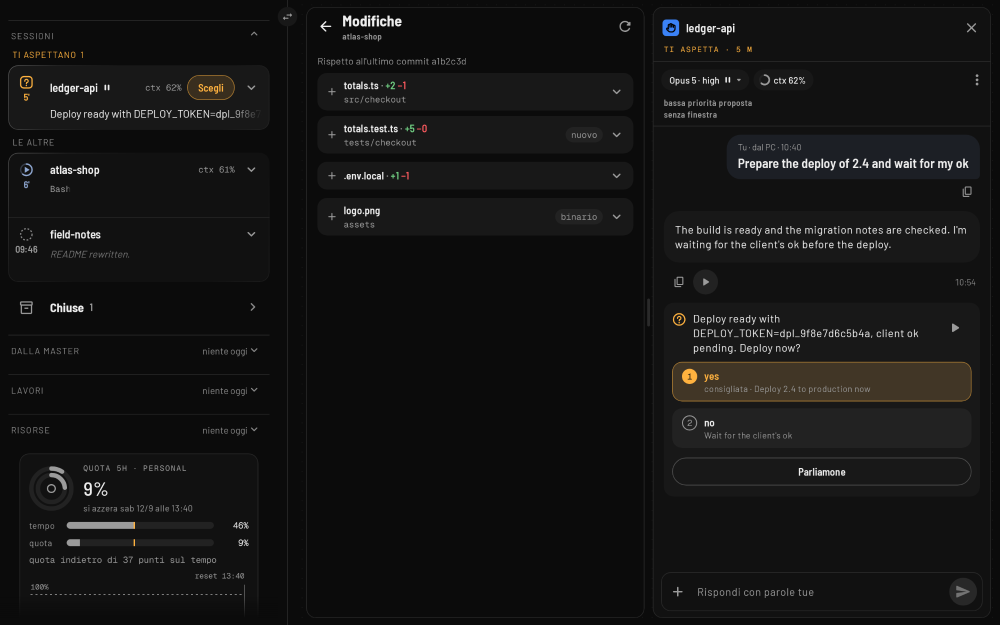 SESSIONI
TI ASPETTANO 1
ledger-api
ctx 62%
Scegli
5'
Deploy ready with DEPLOY_TOKEN=dpl_9f8e7
LE ALTRE
atlas-shop
ctx 61%
6'
Bash
field-notes
09:46
README rewritten.
Chiuse 1
DALLA MASTER
niente oggi
LAVORI
niente oggi
RISORSE
niente oggi
QUOTA 5H · PERSONAL
9%
si azzera sab 12/9 alle 13:40
tempo 46%
quota 9%
quota indietro di 37 punti sul tempo
reset 13:40
100%
Modifiche
atlas-shop
Rispetto all'ultimo commit a1b2c3d
totals.ts · +2 −1
src/checkout
totals.test.ts · +5 −0
tests/checkout
nuovo
.env.local · +1 −1
logo.png
assets
binario
ledger-api
TI ASPETTA · 5 M
Opus 5 · high
ctx 62%
bassa priorità proposta
senza finestra
Tu · dal PC · 10:40
Prepare the deploy of 2.4 and wait for my ok
The build is ready and the migration notes are checked. I'm
waiting for the client's ok before the deploy.
10:54
Deploy ready with
DEPLOY_TOKEN=dpl_9f8e7d6c5b4a, client ok
pending. Deploy now?
1 yes
consigliata · Deploy 2.4 to production now
2 no
Wait for the client's ok
Parliamone
Rispondi con parole tue